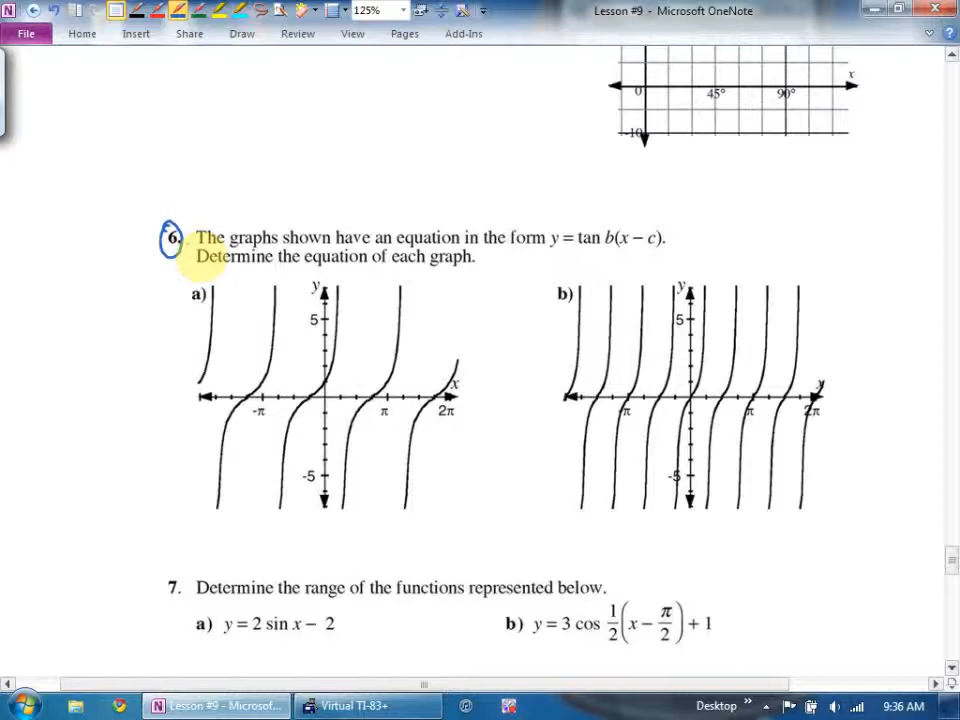 125%
Lesson #9 - Microsoft OneNote
File Home Insert Share Draw Review View Pages Add-Ins
x
0 45° 90°
-10
6. The graphs shown have an equation in the form y = tan b(x − c).
Determine the equation of each graph.
a) y 5 x -π π 2π -5
b) y 5 x -π π 2π -5
7. Determine the range of the functions represented below.
a) y = 2 sin x − 2
b) y = 3 cos 1/2 (x − π/2) + 1
Lesson #9 - Microsof... Virtual TI-83+ Desktop » 9:36 AM